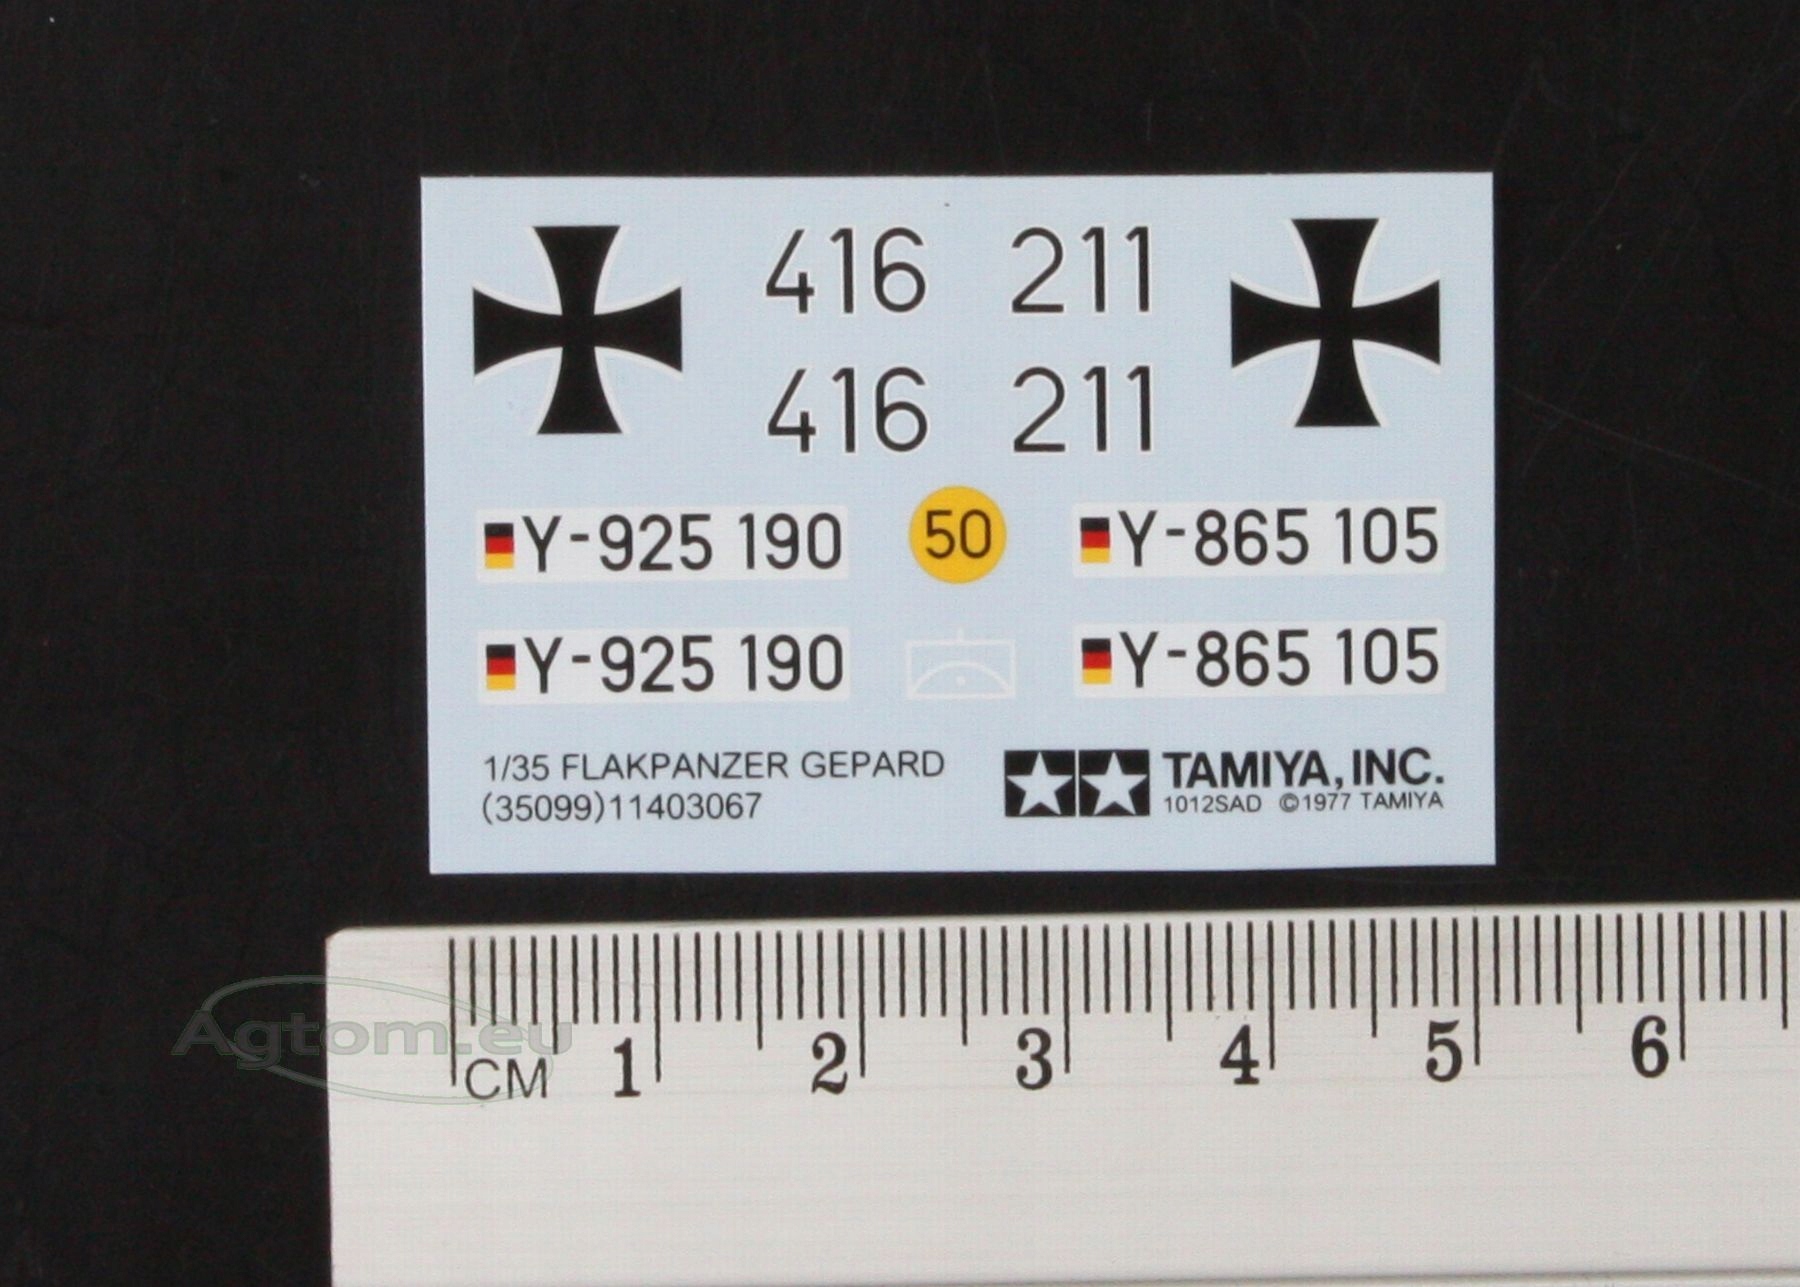 416 211
416 211
Y-925 190 50 Y-865 105
Y-925 190 Y-865 105
1/35 FLAKPANZER GEPARD
(35099)11403067
TAMIYA, INC.
1012SAD ©1977 TAMIYA
Agtom.eu
CM 1 2 3 4 5 6